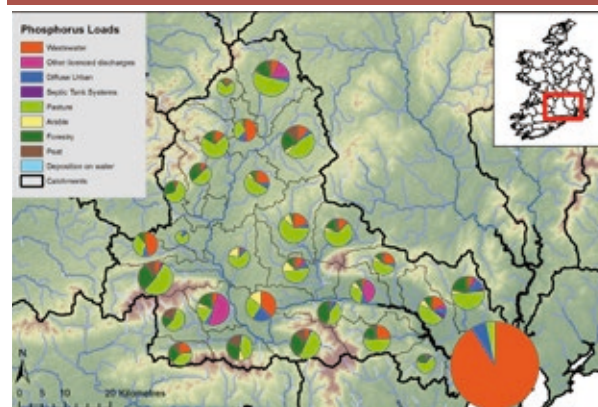 Phosphorus Loads
Wastewater
Other licenced discharges
Diffuse Urban
Septic Tank Systems
Pasture
Arable
Forestry
Peat
Deposition on water
Catchments
N
0 5 10 20 Kilometres